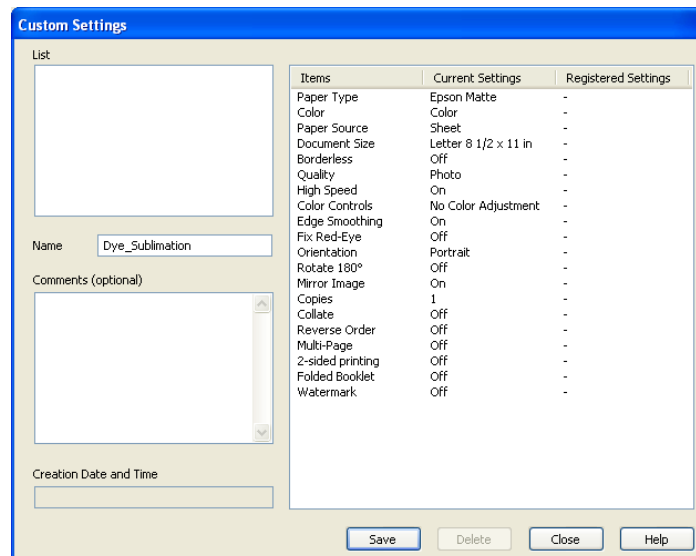 Custom Settings
List
Name Dye_Sublimation
Comments (optional)
Creation Date and Time
Items Current Settings Registered Settings
Paper Type Epson Matte -
Color Color -
Paper Source Sheet -
Document Size Letter 8 1/2 x 11 in -
Borderless Off -
Quality Photo -
High Speed On -
Color Controls No Color Adjustment -
Edge Smoothing On -
Fix Red-Eye Off -
Orientation Portrait -
Rotate 180° Off -
Mirror Image On -
Copies 1 -
Collate Off -
Reverse Order Off -
Multi-Page Off -
2-sided printing Off -
Folded Booklet Off -
Watermark Off -
Save Delete Close Help